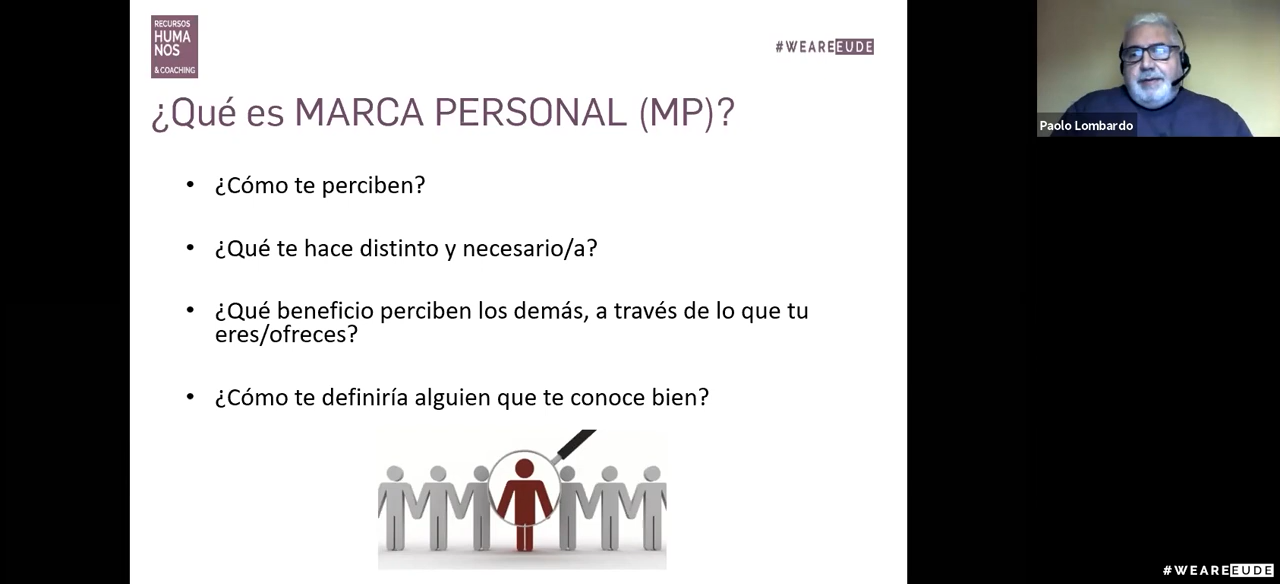 RECURSOS
HUMA
NOS
& COACHING
#WEAREEUDE
¿Qué es MARCA PERSONAL (MP)?
• ¿Cómo te perciben?
• ¿Qué te hace distinto y necesario/a?
• ¿Qué beneficio perciben los demás, a través de lo que tu
eres/ofreces?
• ¿Cómo te definiría alguien que te conoce bien?
Paolo Lombardo
#WEAREEUDE